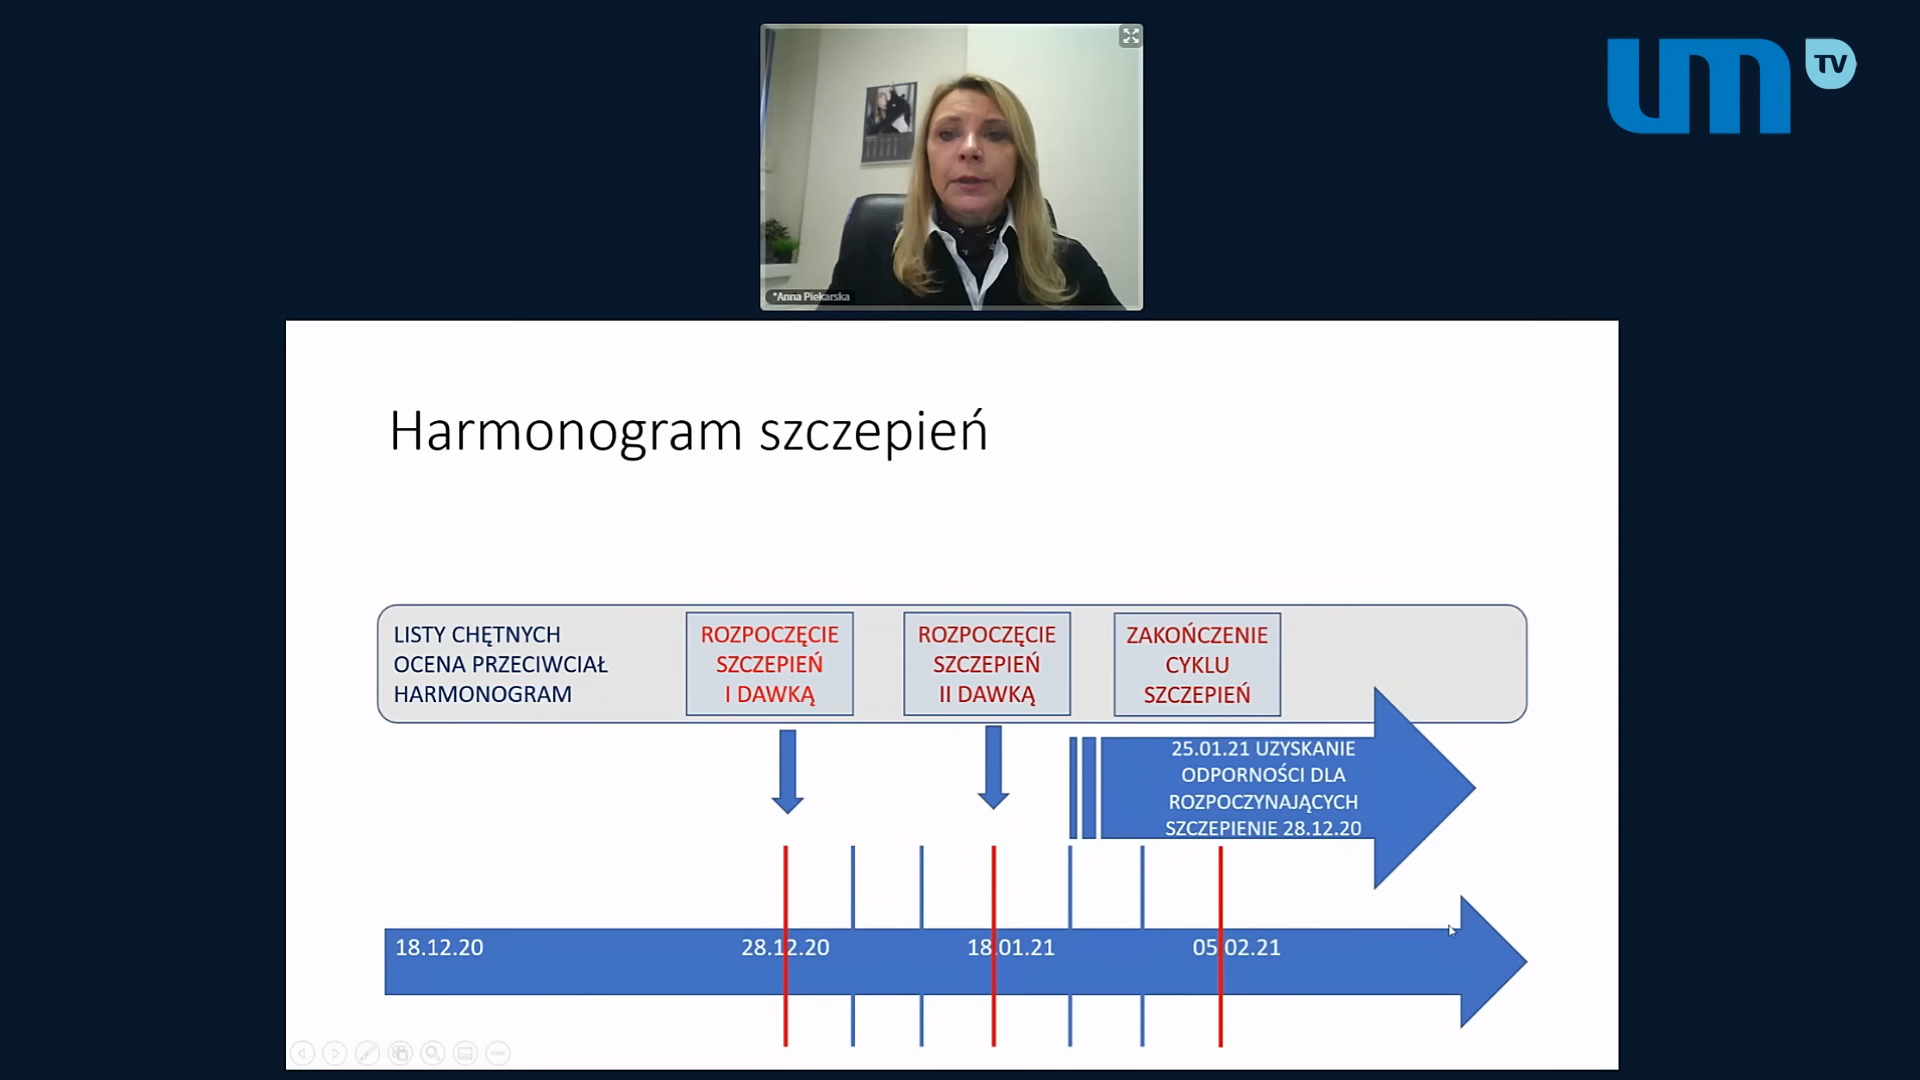 um TV
*Anna Piekarska
Harmonogram szczepień
LISTY CHĘTNYCH
OCENA PRZECIWCIAŁ
HARMONOGRAM
ROZPOCZĘCIE
SZCZEPIEŃ
I DAWKĄ
ROZPOCZĘCIE
SZCZEPIEŃ
II DAWKĄ
ZAKOŃCZENIE
CYKLU
SZCZEPIEŃ
25.01.21 UZYSKANIE
ODPORNOŚCI DLA
ROZPOCZYNAJĄCYCH
SZCZEPIENIE 28.12.20
18.12.20
28.12.20
18.01.21
05.02.21